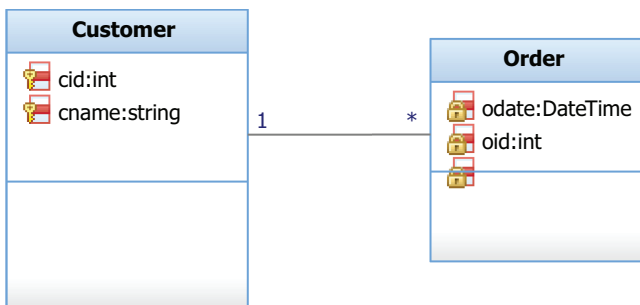 Customer
cid:int
cname:string
1
*
Order
odate:DateTime
oid:int